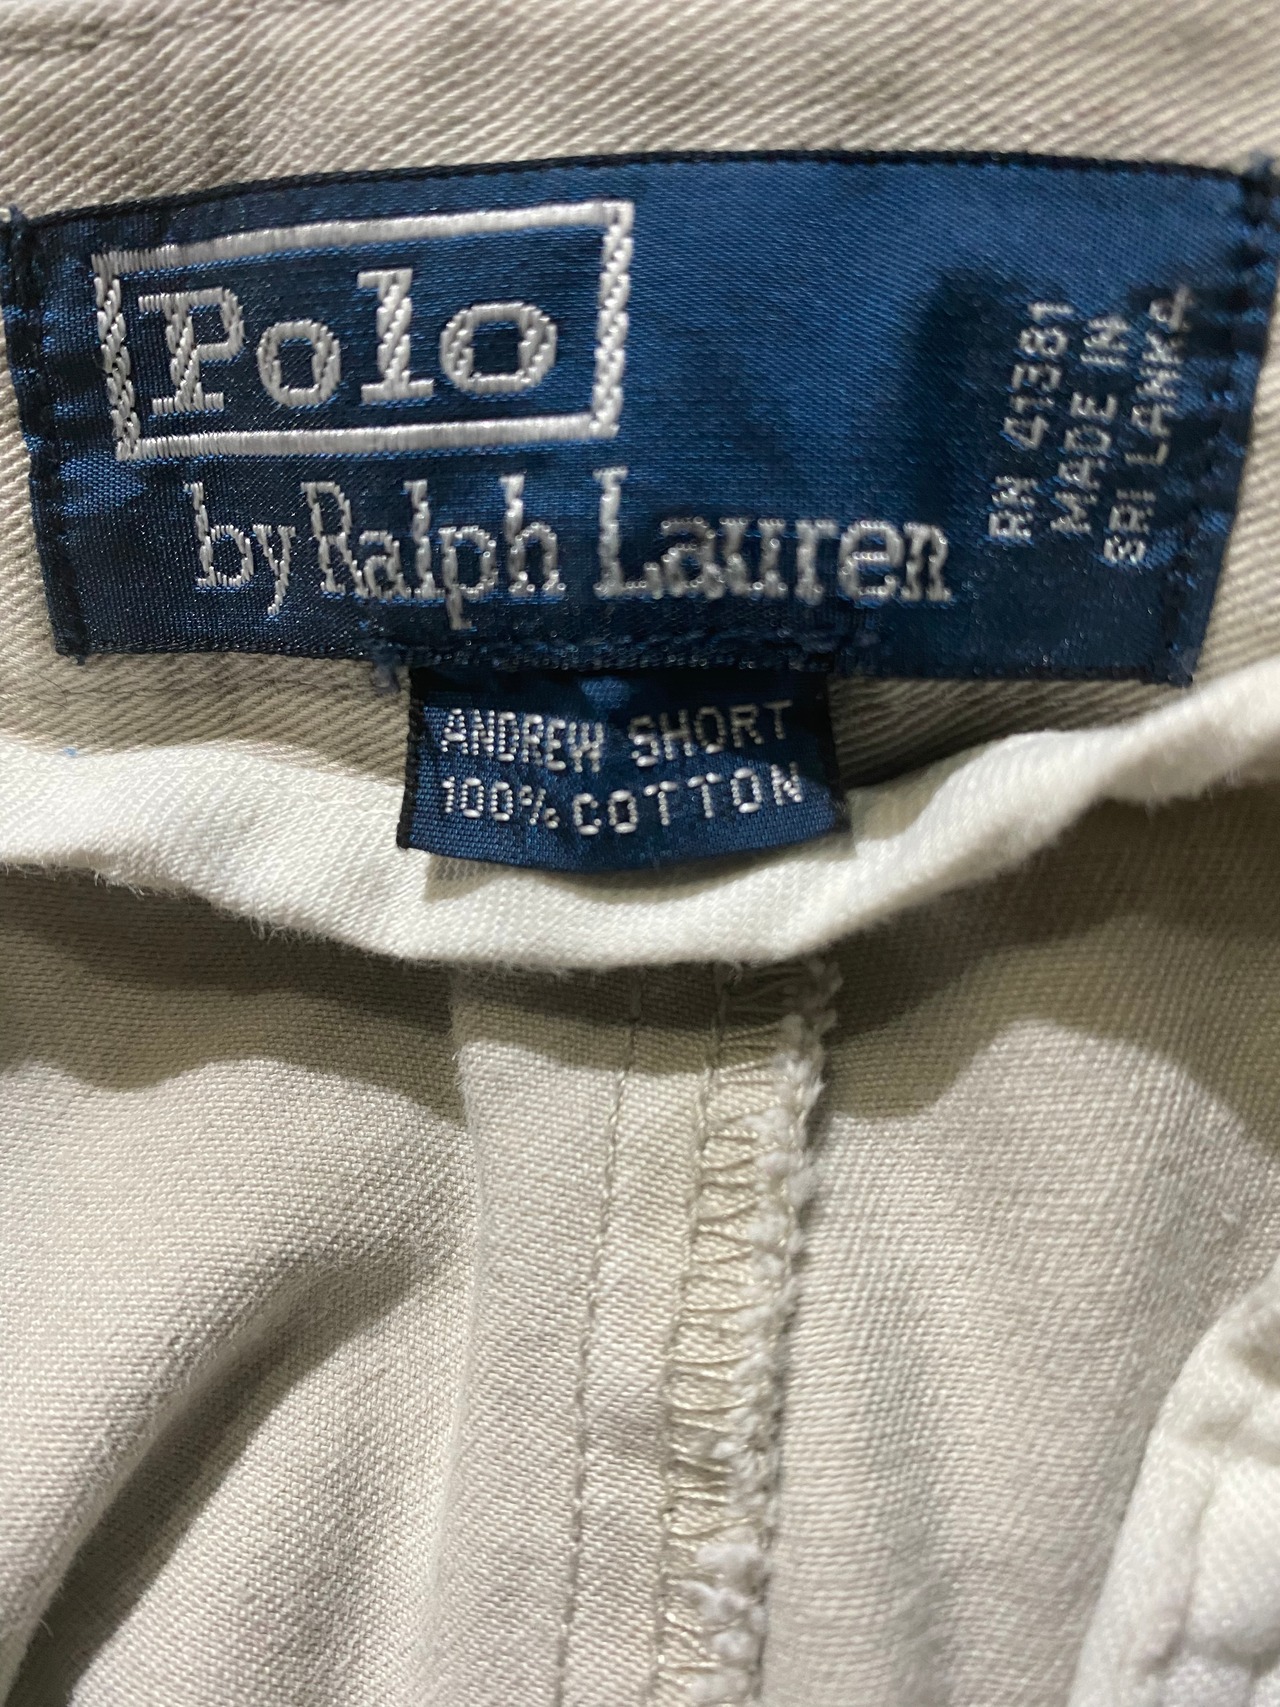 Polo
by Ralph Lauren
RN 41381
MADE IN
SRI LANKA
ANDREW SHORT
100% COTTON